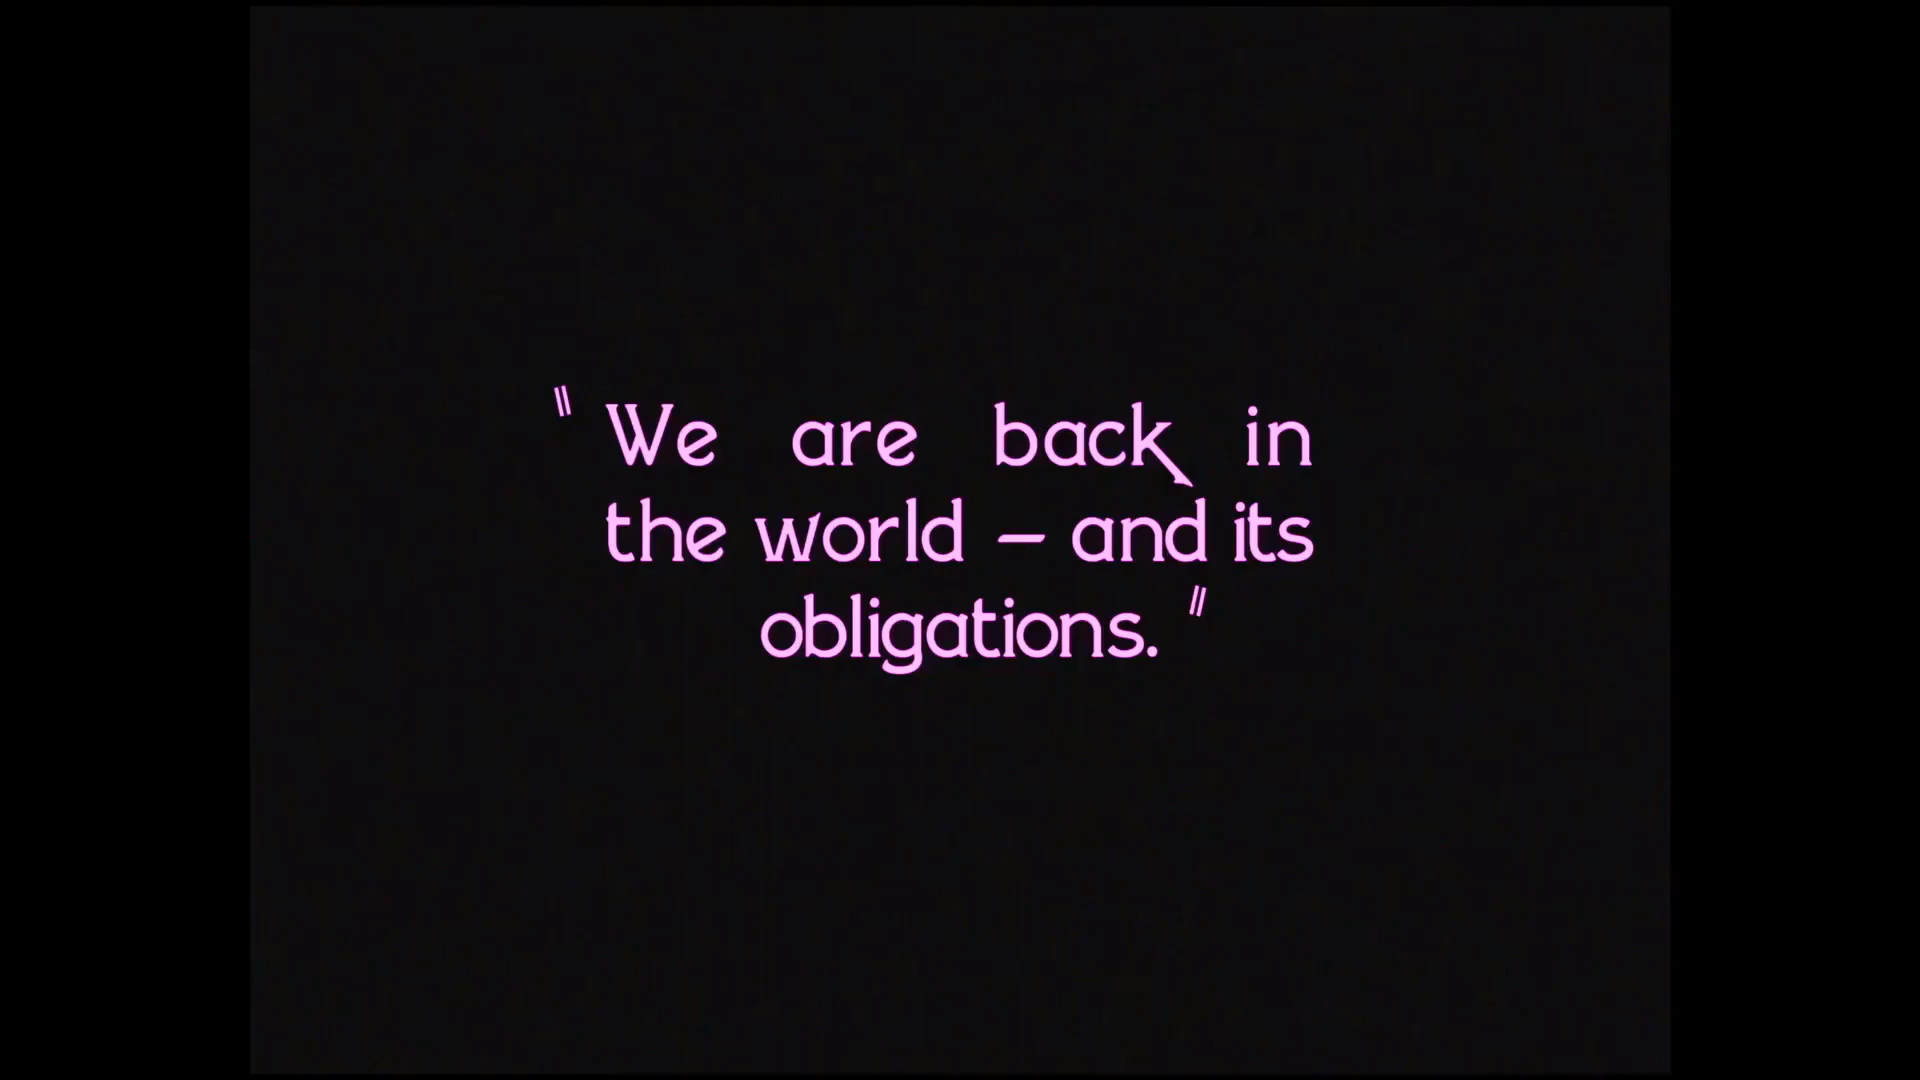 " We are back in
the world – and its
obligations. "